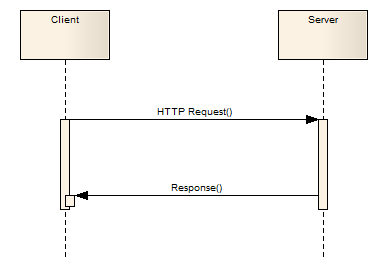 Client
Server
HTTP Request()
Response()